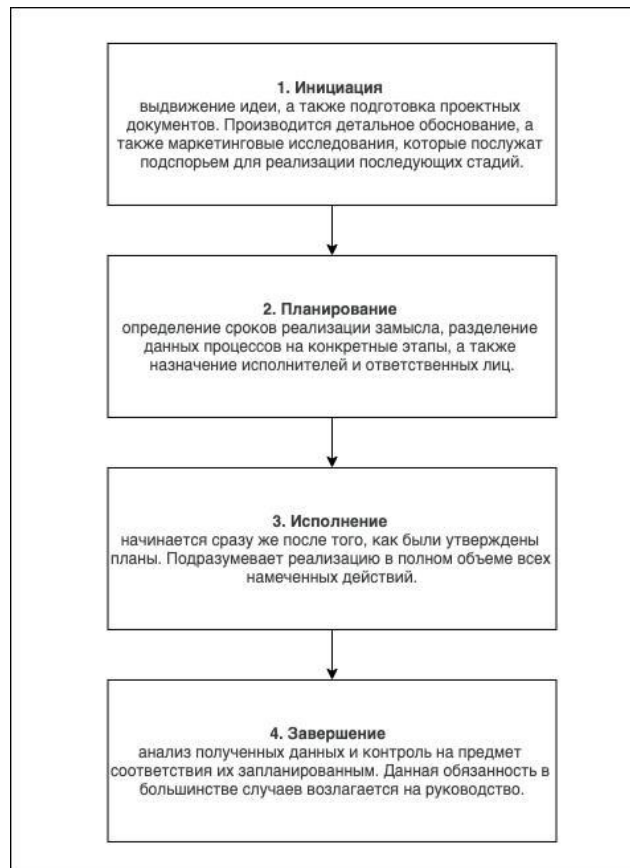 1. Инициация
выдвижение идеи, а также подготовка проектных
документов. Производится детальное обоснование, а
также маркетинговые исследования, которые послужат
подспорьем для реализации последующих стадий.
2. Планирование
определение сроков реализации замысла, разделение
данных процессов на конкретные этапы, а также
назначение исполнителей и ответственных лиц.
3. Исполнение
начинается сразу же после того, как были утверждены
планы. Подразумевает реализацию в полном объеме всех
намеченных действий.
4. Завершение
анализ полученных данных и контроль на предмет
соответствия их запланированным. Данная обязанность в
большинстве случаев возлагается на руководство.